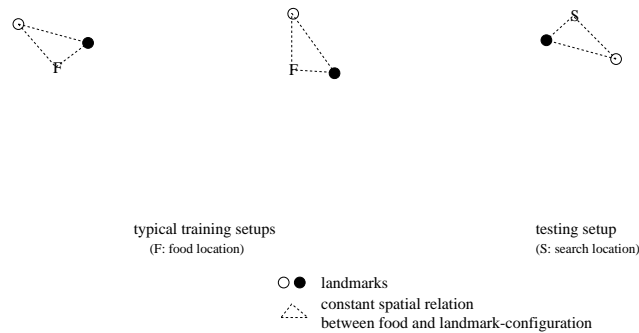 F
F
S
typical training setups
(F: food location)
testing setup
(S: search location)
landmarks
constant spatial relation
between food and landmark-configuration